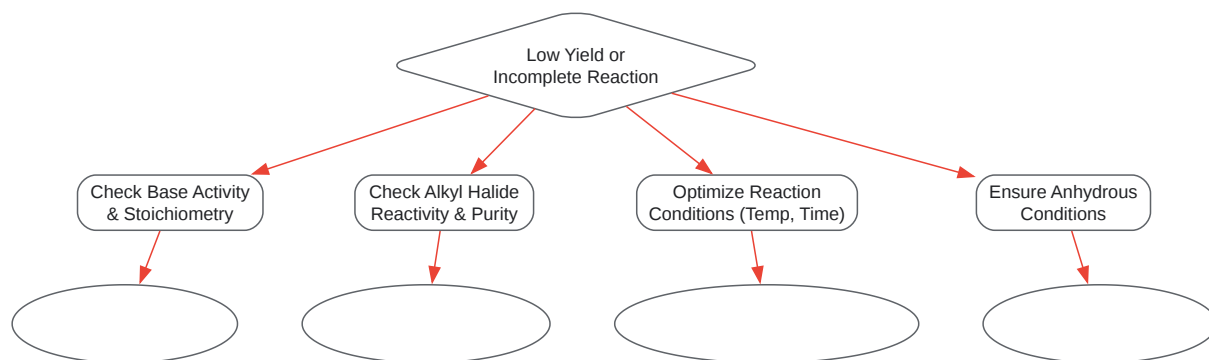 Low Yield or
Incomplete Reaction
Check Base Activity
& Stoichiometry
Check Alkyl Halide
Reactivity & Purity
Optimize Reaction
Conditions (Temp, Time)
Ensure Anhydrous
Conditions